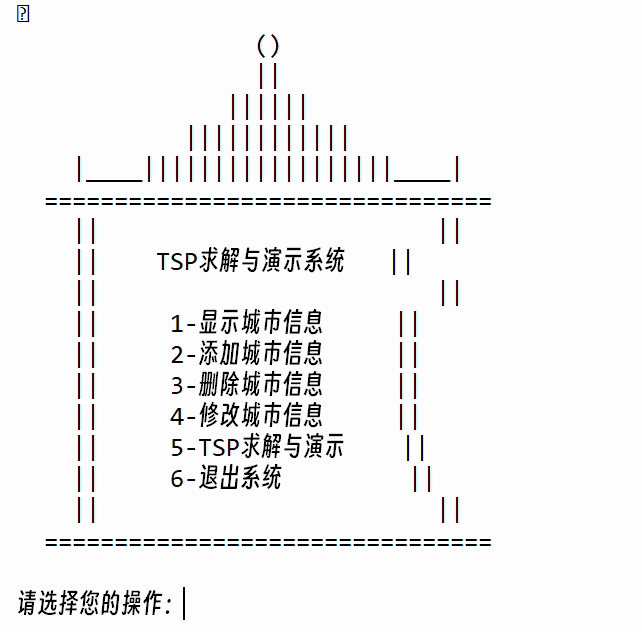 ()
||
||||||
||||||||||||
|____||||||||||||||||||____|
================================
|| ||
|| TSP求解与演示系统 ||
|| ||
|| 1-显示城市信息 ||
|| 2-添加城市信息 ||
|| 3-删除城市信息 ||
|| 4-修改城市信息 ||
|| 5-TSP求解与演示 ||
|| 6-退出系统 ||
|| ||
================================
请选择您的操作: